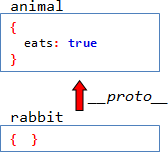 animal
{
  eats: true
}
__proto__
rabbit
{  }